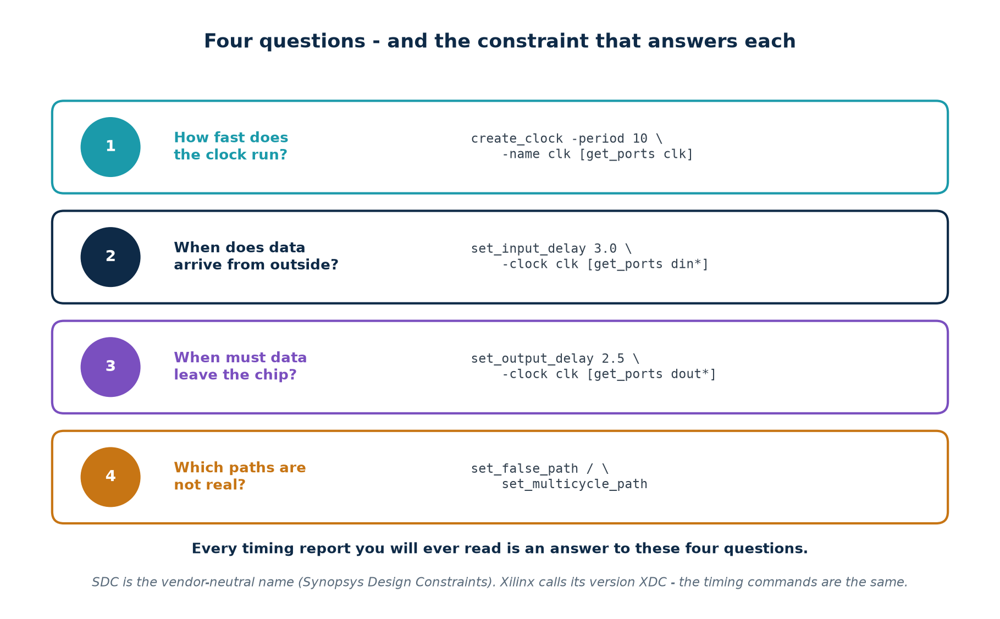 Four questions - and the constraint that answers each
1
How fast does
the clock run?
create_clock -period 10 \
    -name clk [get_ports clk]
2
When does data
arrive from outside?
set_input_delay 3.0 \
    -clock clk [get_ports din*]
3
When must data
leave the chip?
set_output_delay 2.5 \
    -clock clk [get_ports dout*]
4
Which paths are
not real?
set_false_path / \
    set_multicycle_path
Every timing report you will ever read is an answer to these four questions.
SDC is the vendor-neutral name (Synopsys Design Constraints). Xilinx calls its version XDC - the timing commands are the same.